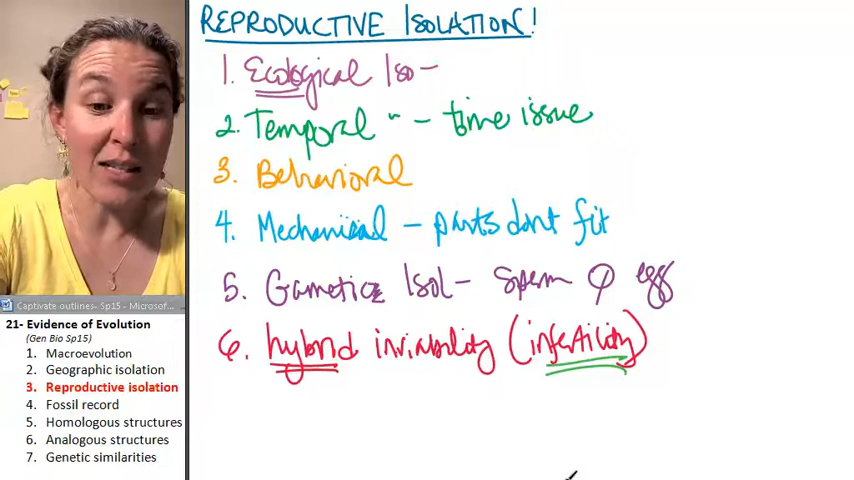 REPRODUCTIVE ISOLATION!
1. Ecological Iso-
2. Temporal " - time issue
3. Behavioral
4. Mechanical - parts dont fit
5. Gametic Isol- sperm φ egg
6. hybrid inviability (infertility)
Captivate outlines- Sp15 - Microsof...
21- Evidence of Evolution
(Gen Bio Sp15)
1. Macroevolution
2. Geographic isolation
3. Reproductive isolation
4. Fossil record
5. Homologous structures
6. Analogous structures
7. Genetic similarities